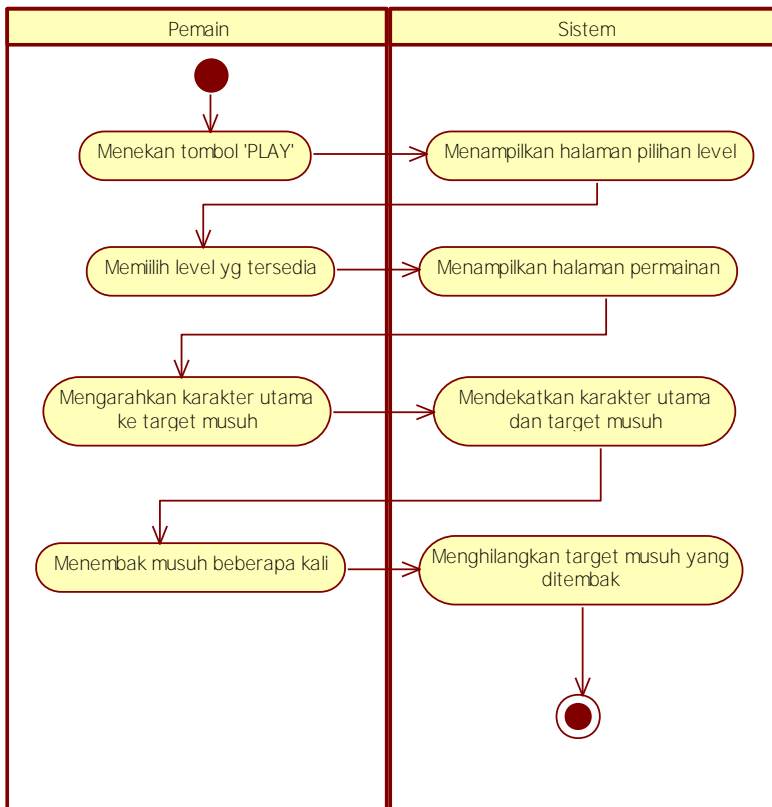 Pemain
Sistem
Menekan tombol 'PLAY'
Menampilkan halaman pilihan level
Memiilih level yg tersedia
Menampilkan halaman permainan
Mengarahkan karakter utama
ke target musuh
Mendekatkan karakter utama
dan target musuh
Menembak musuh beberapa kali
Menghilangkan target musuh yang
ditembak